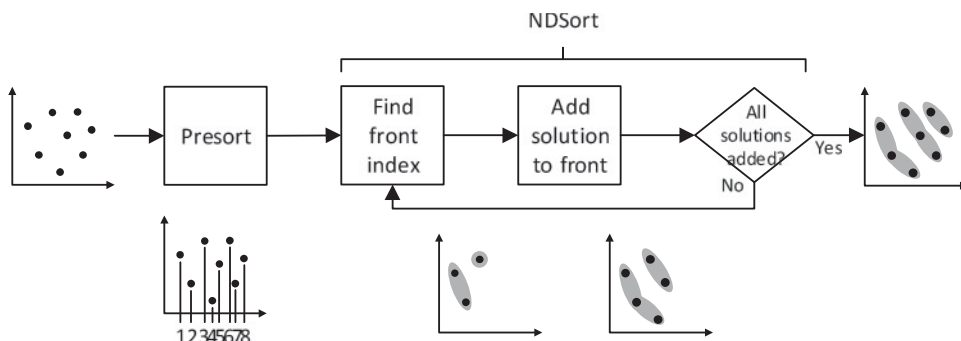 NDSort
Presort
Find
front
index
Add
solution
to front
All
solutions
added?
Yes
No
12345678